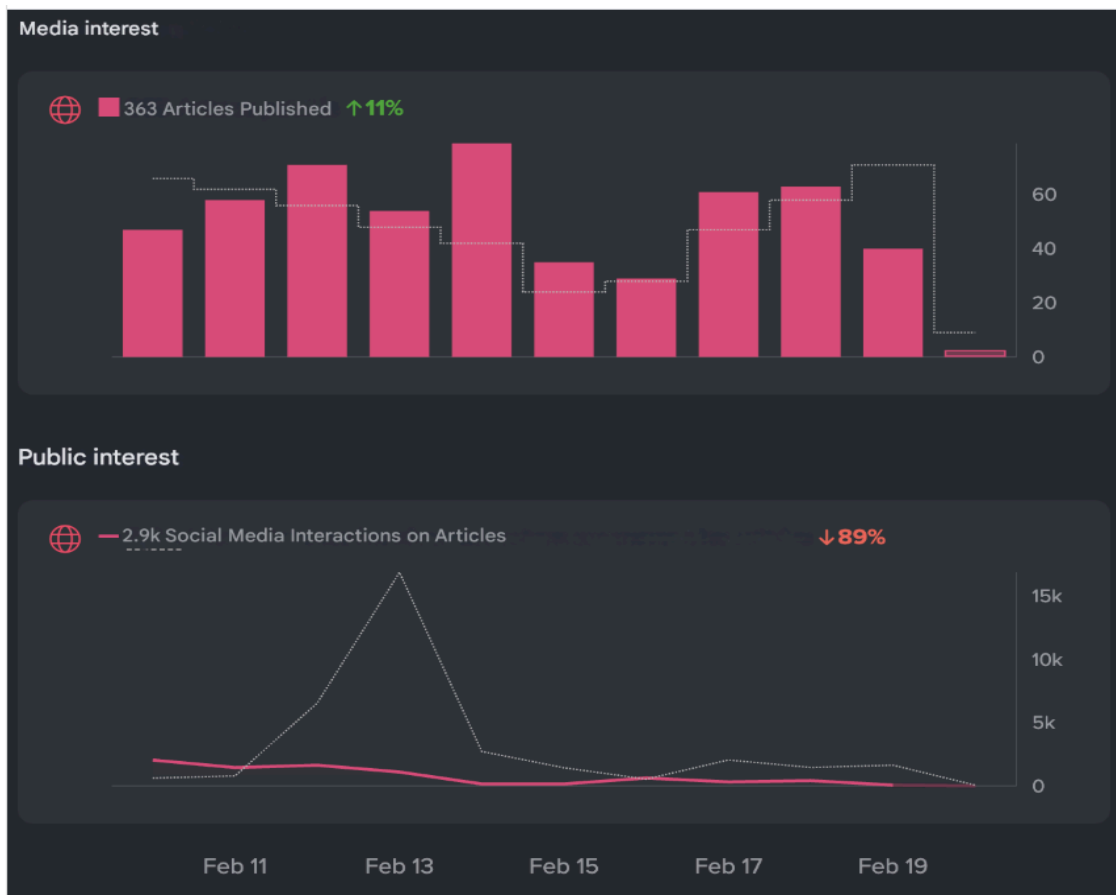 Media interest
363 Articles Published ↑11%
60
40
20
0
Public interest
2.9k Social Media Interactions on Articles ↓89%
15k
10k
5k
0
Feb 11 Feb 13 Feb 15 Feb 17 Feb 19